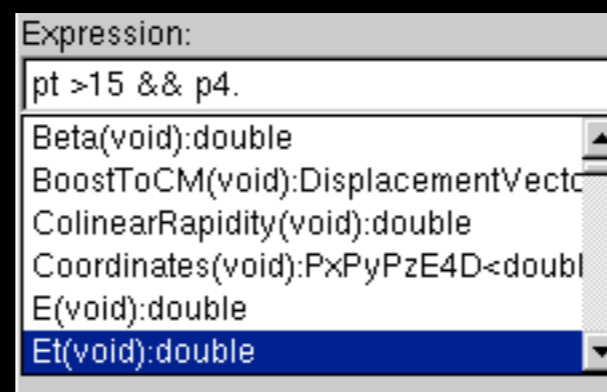 Expression:
pt >15 && p4.
Beta(void):double
BoostToCM(void):DisplacementVecto
ColinearRapidity(void):double
Coordinates(void):PxPyPzE4D<doubl
E(void):double
Et(void):double